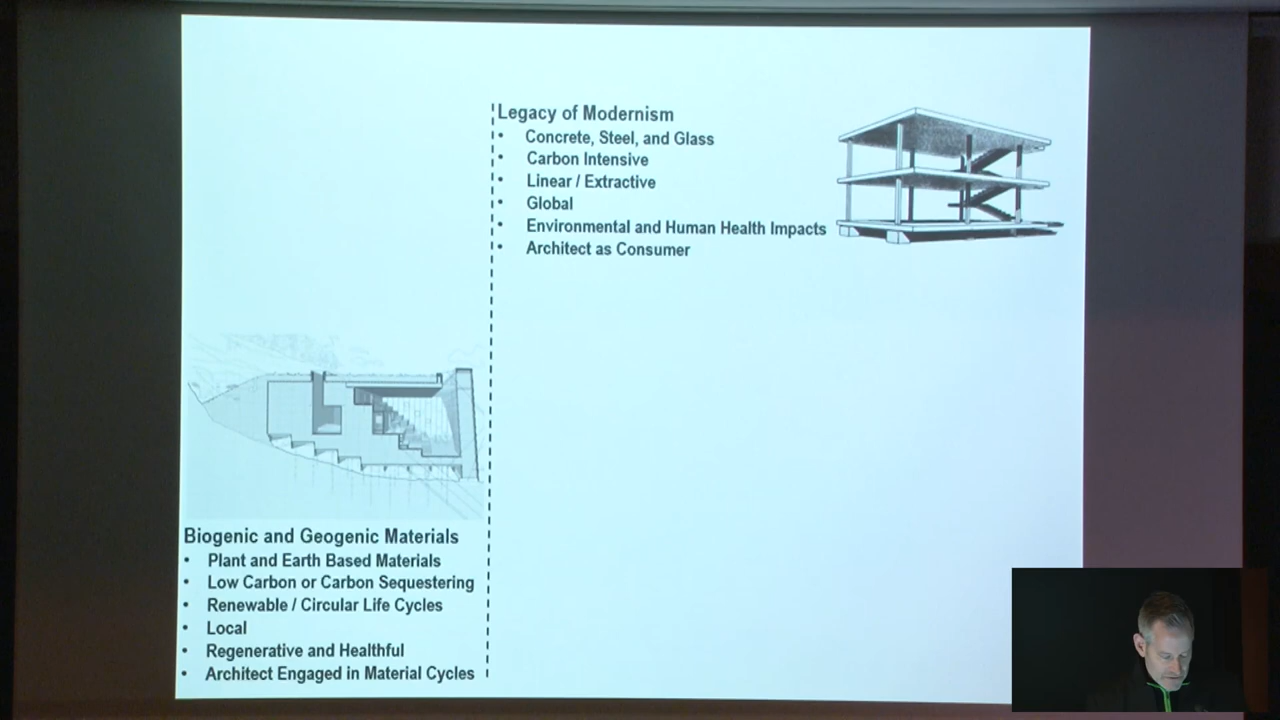 Legacy of Modernism
• Concrete, Steel, and Glass
• Carbon Intensive
• Linear / Extractive
• Global
• Environmental and Human Health Impacts
• Architect as Consumer
Biogenic and Geogenic Materials
• Plant and Earth Based Materials
• Low Carbon or Carbon Sequestering
• Renewable / Circular Life Cycles
• Local
• Regenerative and Healthful
• Architect Engaged in Material Cycles